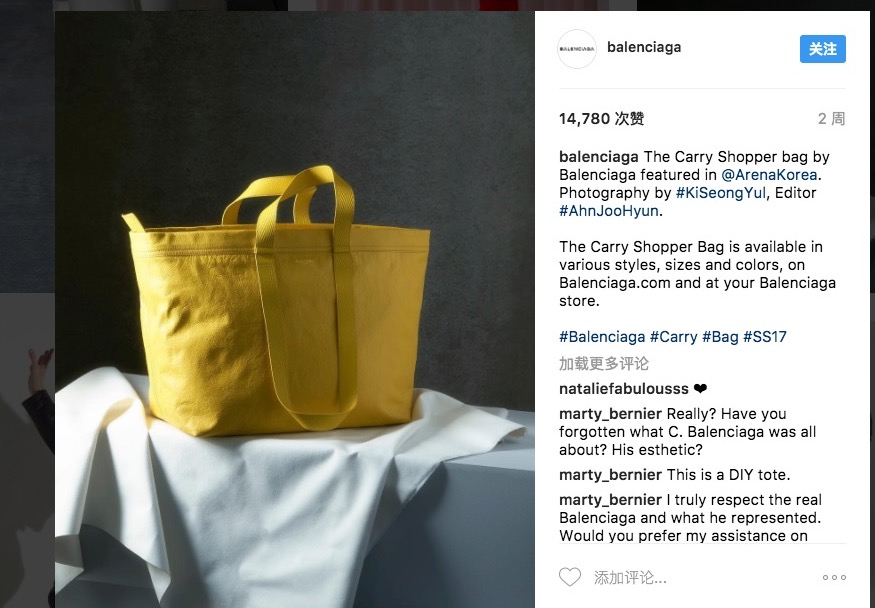 BALENCIAGA
balenciaga
关注
14,780 次赞
2 周
balenciaga The Carry Shopper bag by
Balenciaga featured in @ArenaKorea.
Photography by #KiSeongYul, Editor
#AhnJooHyun.
The Carry Shopper Bag is available in
various styles, sizes and colors, on
Balenciaga.com and at your Balenciaga
store.
#Balenciaga #Carry #Bag #SS17
加载更多评论
nataliefabulousss ❤
marty_bernier Really? Have you
forgotten what C. Balenciaga was all
about? His esthetic?
marty_bernier This is a DIY tote.
marty_bernier I truly respect the real
Balenciaga and what he represented.
Would you prefer my assistance on
添加评论...